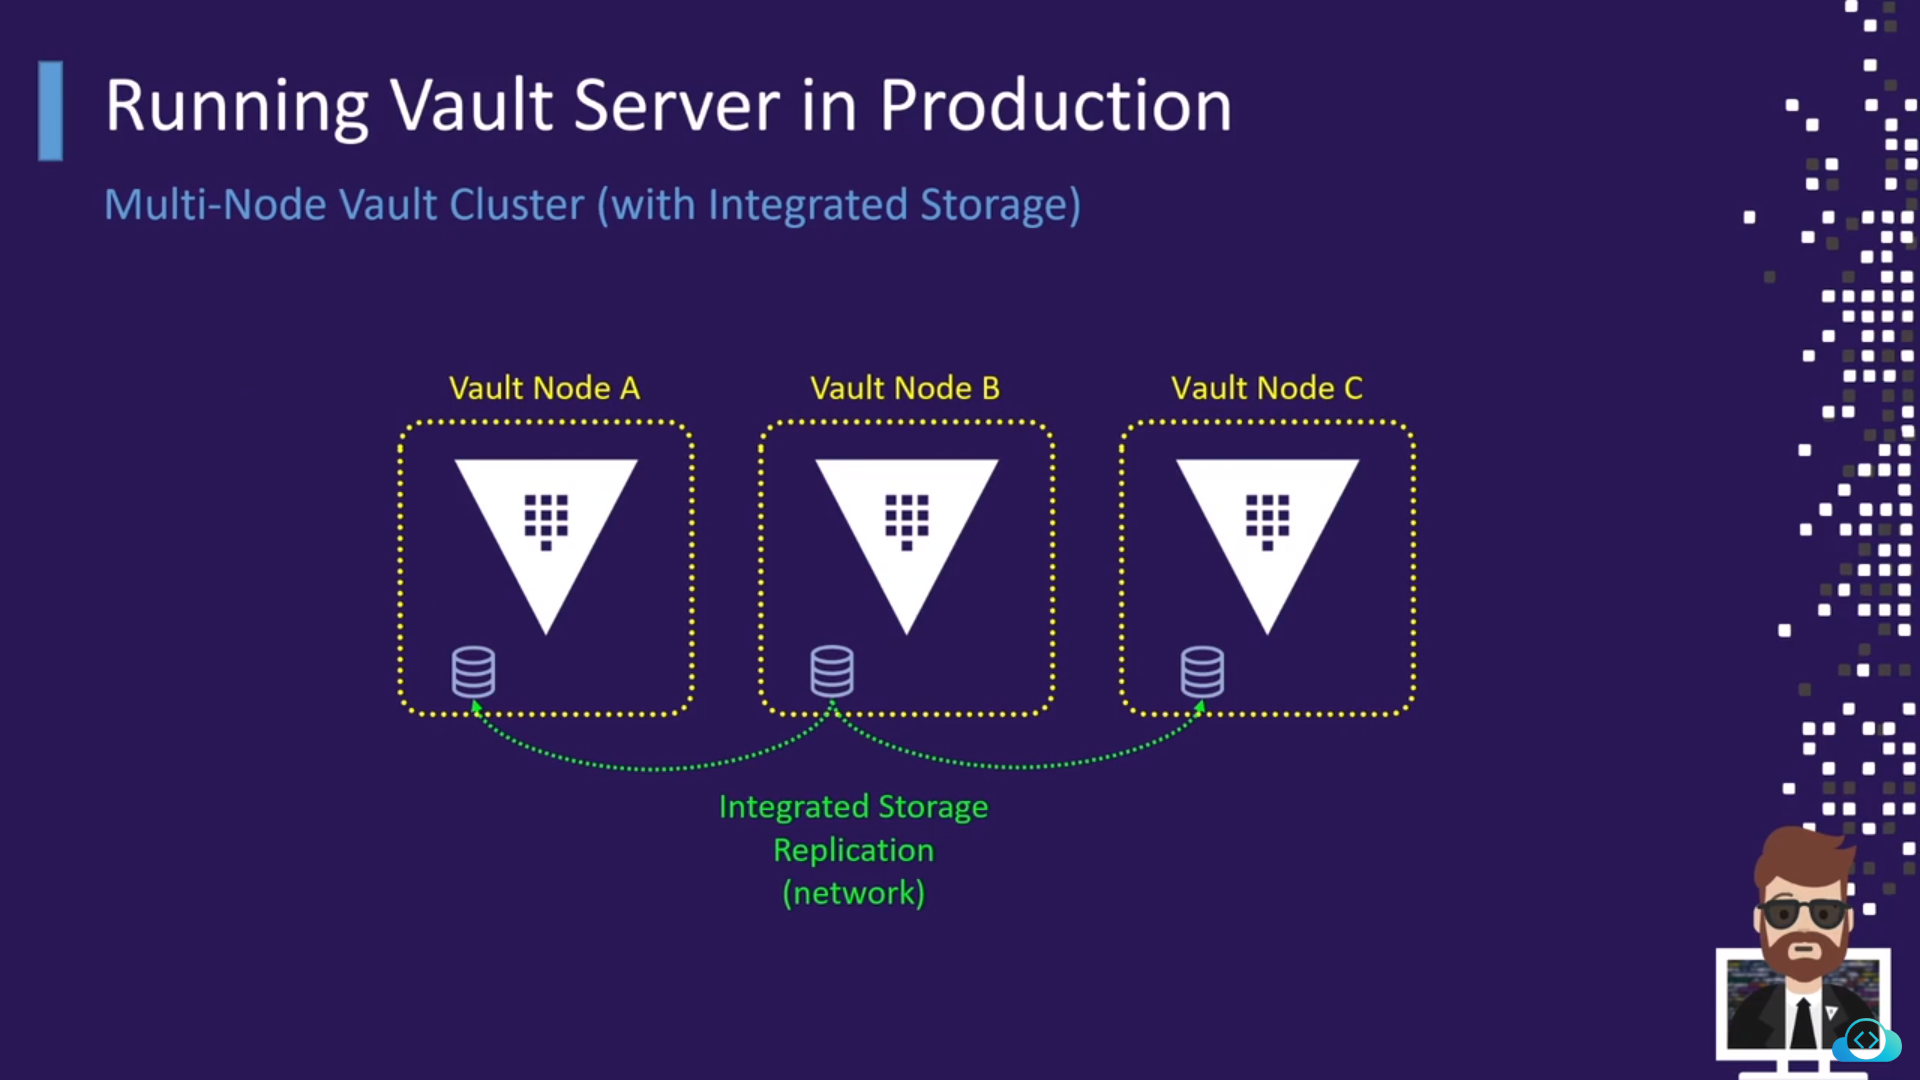 Running Vault Server in Production
Multi-Node Vault Cluster (with Integrated Storage)
Vault Node A
Vault Node B
Vault Node C
Integrated Storage
Replication
(network)